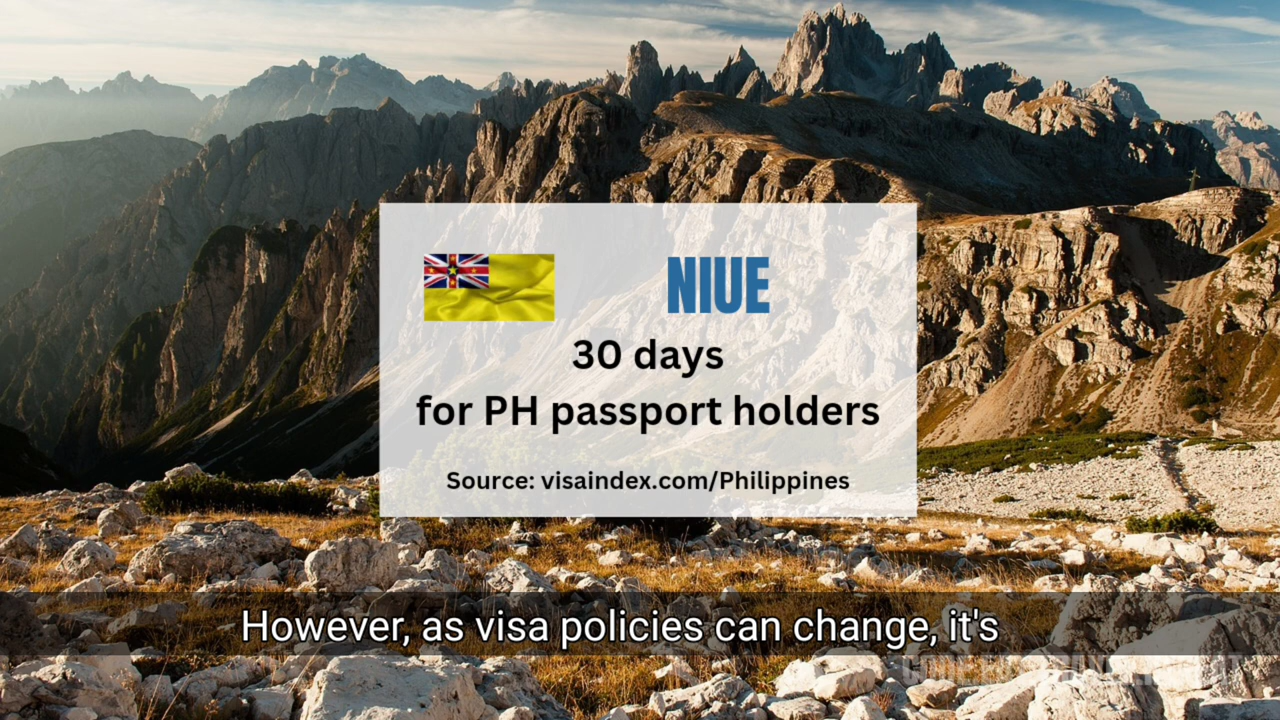 NIUE
30 days
for PH passport holders
Source: visaindex.com/Philippines
However, as visa policies can change, it's